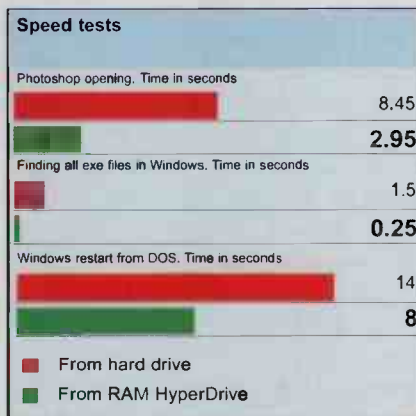 Speed tests
Photoshop opening. Time in seconds
8.45
2.95
Finding all exe files in Windows. Time in seconds
1.5
0.25
Windows restart from DOS. Time in seconds
14
8
From hard drive
From RAM HyperDrive